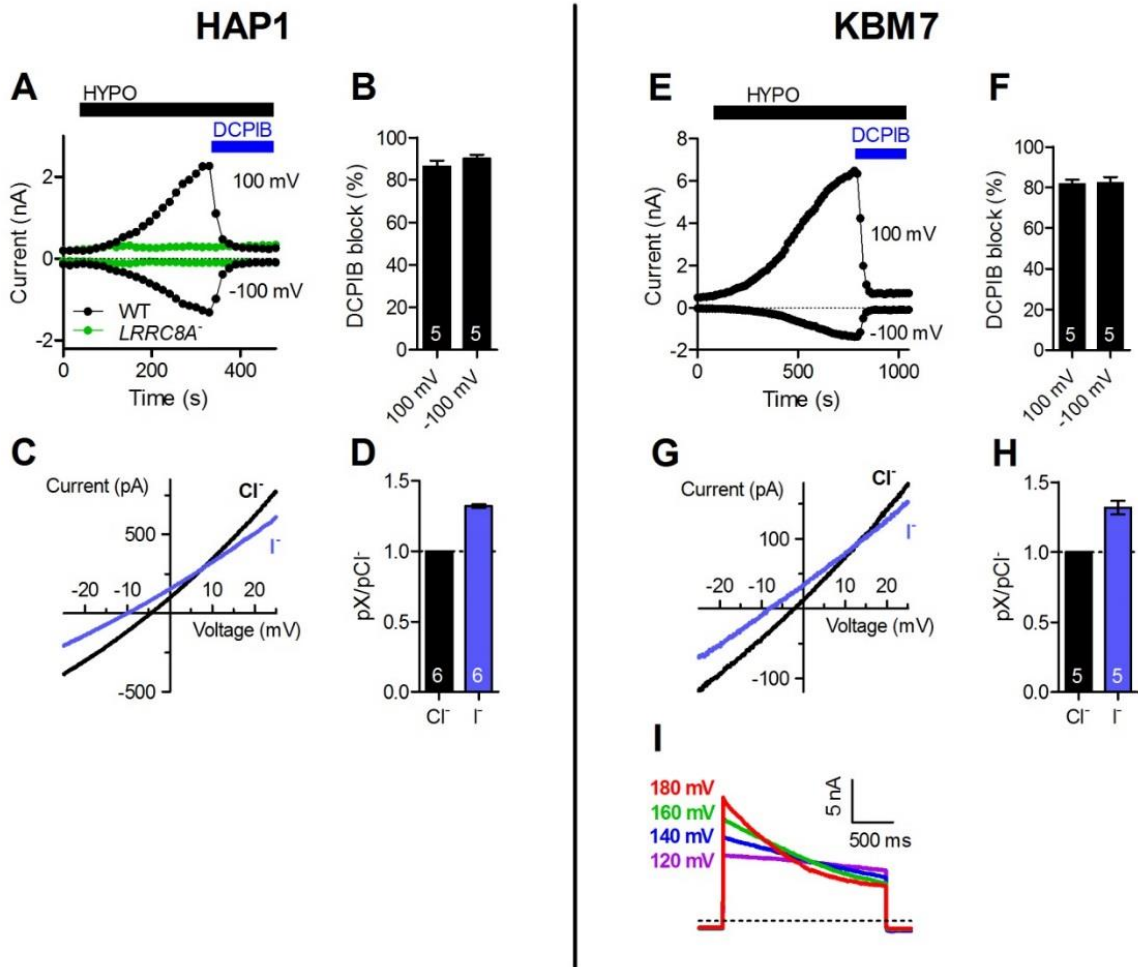 HAP1
KBM7
A
HYPO
DCPIB
2
0
-2
Current (nA)
100 mV
-100 mV
WT
LRRC8A⁻
0
200
400
Time (s)
B
100
80
60
40
20
0
DCPIB block (%)
5
5
100 mV
-100 mV
C
Current (pA)
Cl⁻
500
I⁻
-20
-10
10
20
Voltage (mV)
-500
D
1.5
1.0
0.5
0.0
pX/pCl⁻
6
6
Cl⁻
I⁻
E
HYPO
DCPIB
8
6
4
2
0
-2
Current (nA)
100 mV
-100 mV
0
500
1000
Time (s)
F
100
80
60
40
20
0
DCPIB block (%)
5
5
100 mV
-100 mV
G
Current (pA)
Cl⁻
I⁻
100
-20
-10
10
20
Voltage (mV)
-100
H
1.5
1.0
0.5
0.0
pX/pCl⁻
5
5
Cl⁻
I⁻
I
180 mV
160 mV
140 mV
120 mV
5 nA
500 ms